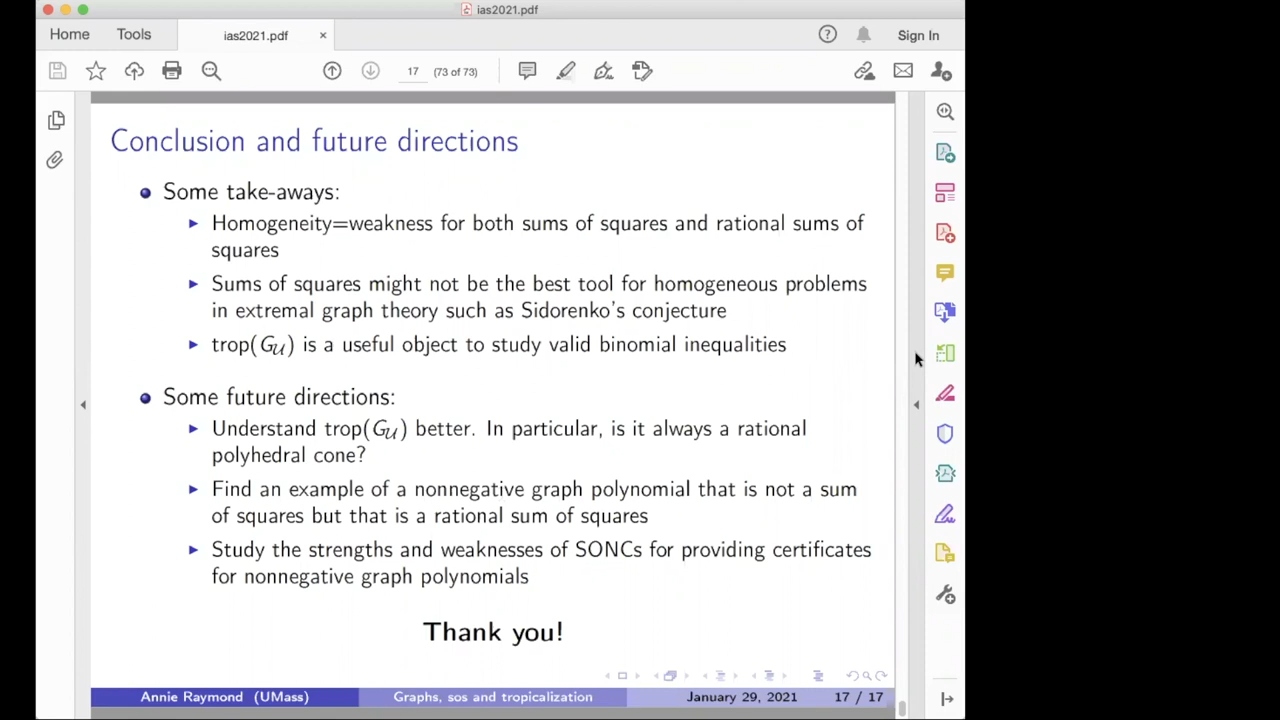 ias2021.pdf
Home Tools ias2021.pdf × Sign In
17 (73 of 73)
Conclusion and future directions
Some take-aways:
Homogeneity=weakness for both sums of squares and rational sums of
squares
Sums of squares might not be the best tool for homogeneous problems
in extremal graph theory such as Sidorenko's conjecture
trop(G𝒰) is a useful object to study valid binomial inequalities
Some future directions:
Understand trop(G𝒰) better. In particular, is it always a rational
polyhedral cone?
Find an example of a nonnegative graph polynomial that is not a sum
of squares but that is a rational sum of squares
Study the strengths and weaknesses of SONCs for providing certificates
for nonnegative graph polynomials
Thank you!
Annie Raymond (UMass) Graphs, sos and tropicalization January 29, 2021 17 / 17